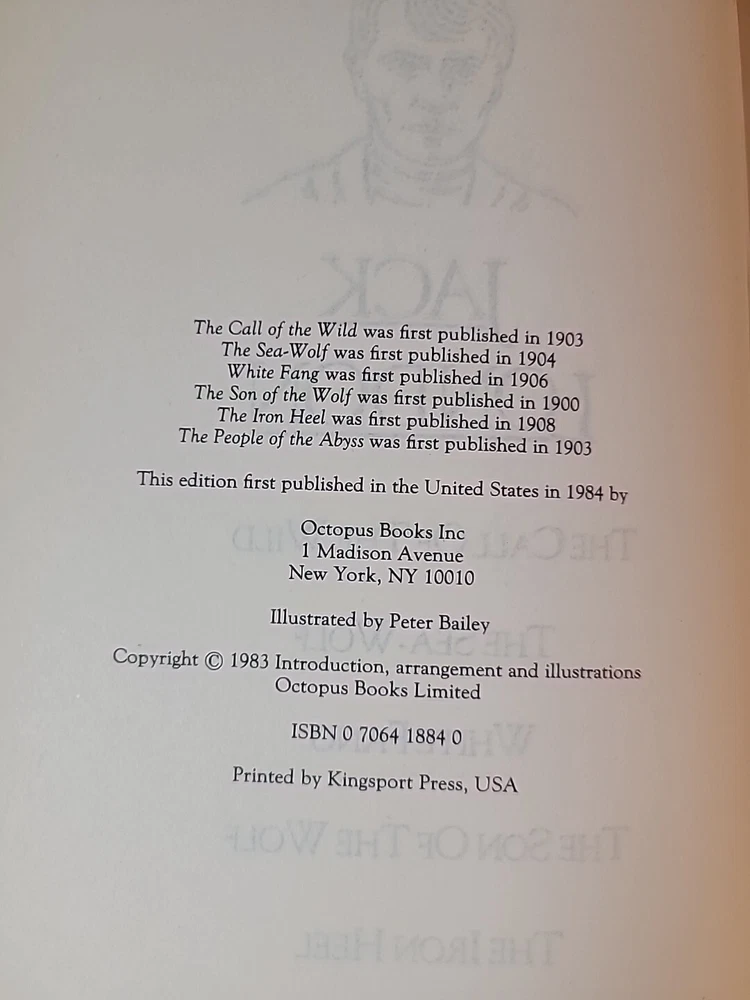 The Call of the Wild was first published in 1903
The Sea-Wolf was first published in 1904
White Fang was first published in 1906
The Son of the Wolf was first published in 1900
The Iron Heel was first published in 1908
The People of the Abyss was first published in 1903
This edition first published in the United States in 1984 by
Octopus Books Inc
1 Madison Avenue
New York, NY 10010
Illustrated by Peter Bailey
Copyright © 1983 Introduction, arrangement and illustrations
Octopus Books Limited
ISBN 0 7064 1884 0
Printed by Kingsport Press, USA